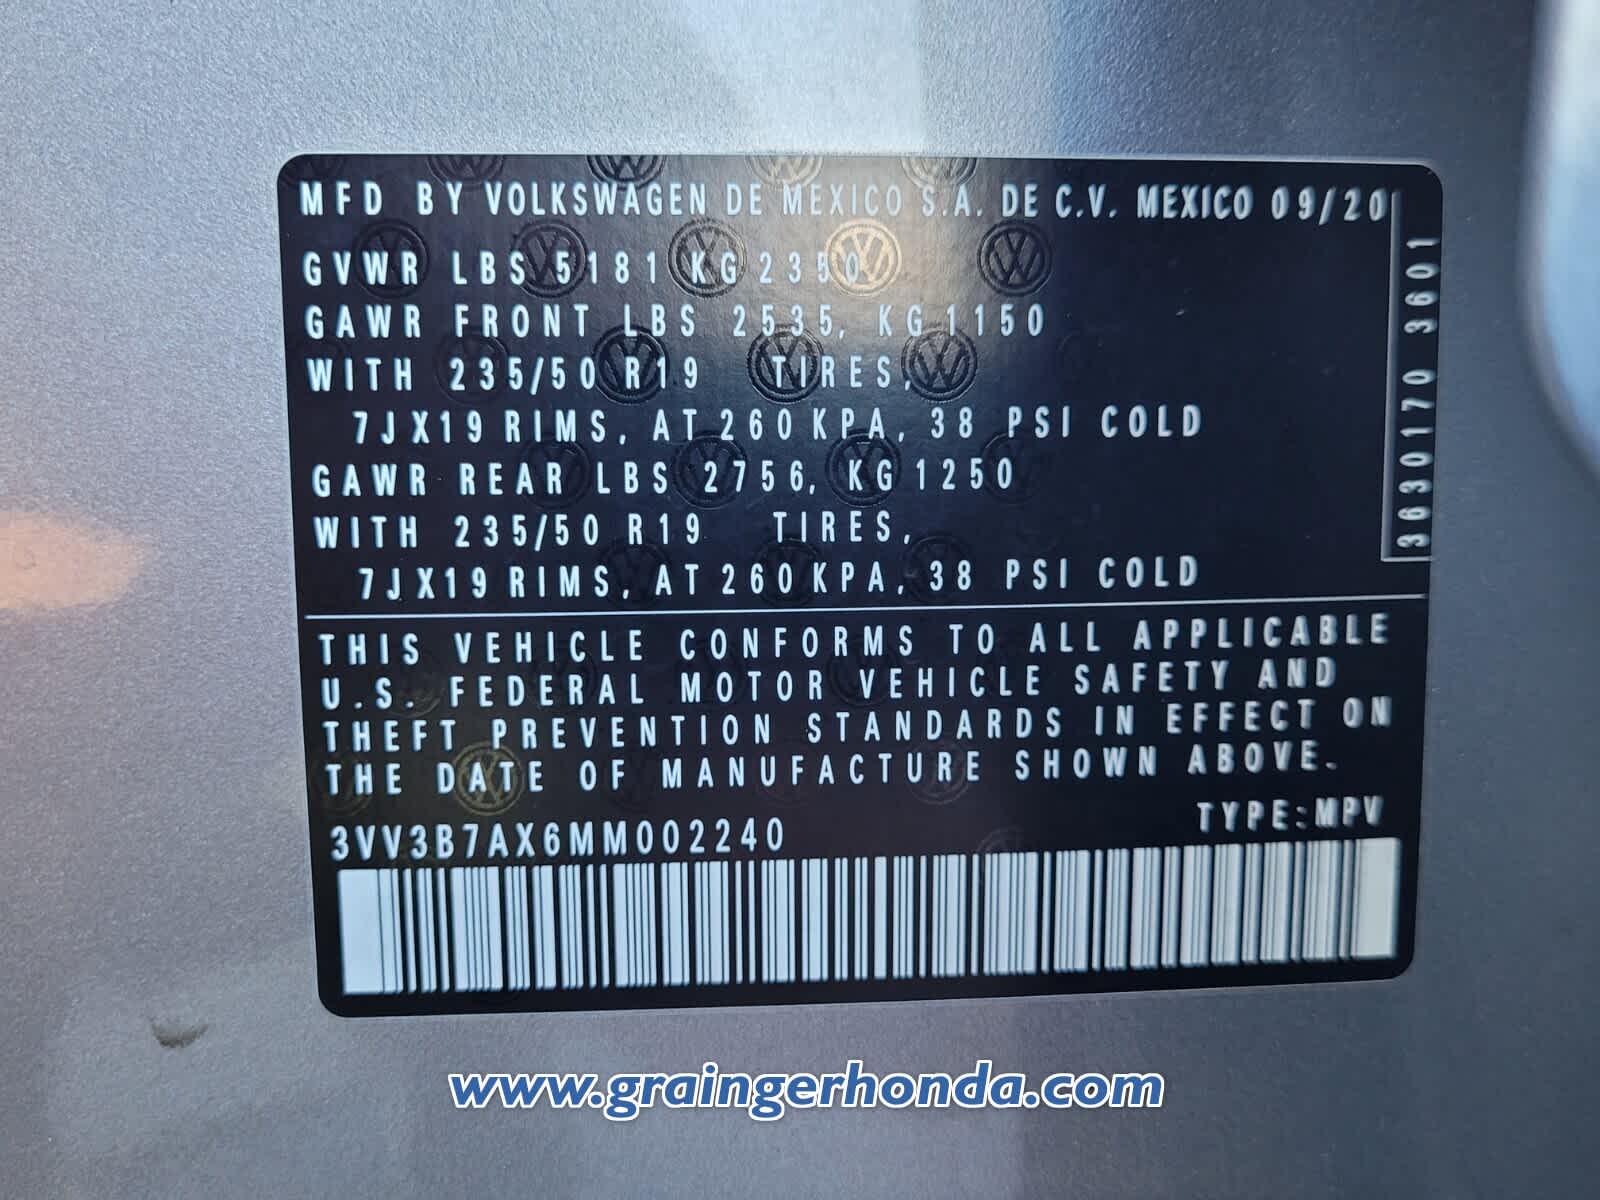 MFD BY VOLKSWAGEN DE MEXICO S.A. DE C.V. MEXICO 09/20
GVWR LBS 5181 KG 2350
GAWR FRONT LBS 2535, KG 1150
WITH 235/50 R19 TIRES,
7JX19 RIMS, AT 260 KPA, 38 PSI COLD
GAWR REAR LBS 2756, KG 1250
WITH 235/50 R19 TIRES,
7JX19 RIMS, AT 260 KPA, 38 PSI COLD
3630170 3601
THIS VEHICLE CONFORMS TO ALL APPLICABLE
U.S. FEDERAL MOTOR VEHICLE SAFETY AND
THEFT PREVENTION STANDARDS IN EFFECT ON
THE DATE OF MANUFACTURE SHOWN ABOVE.
3VV3B7AX6MM002240 TYPE:MPV
www.graingerhonda.com